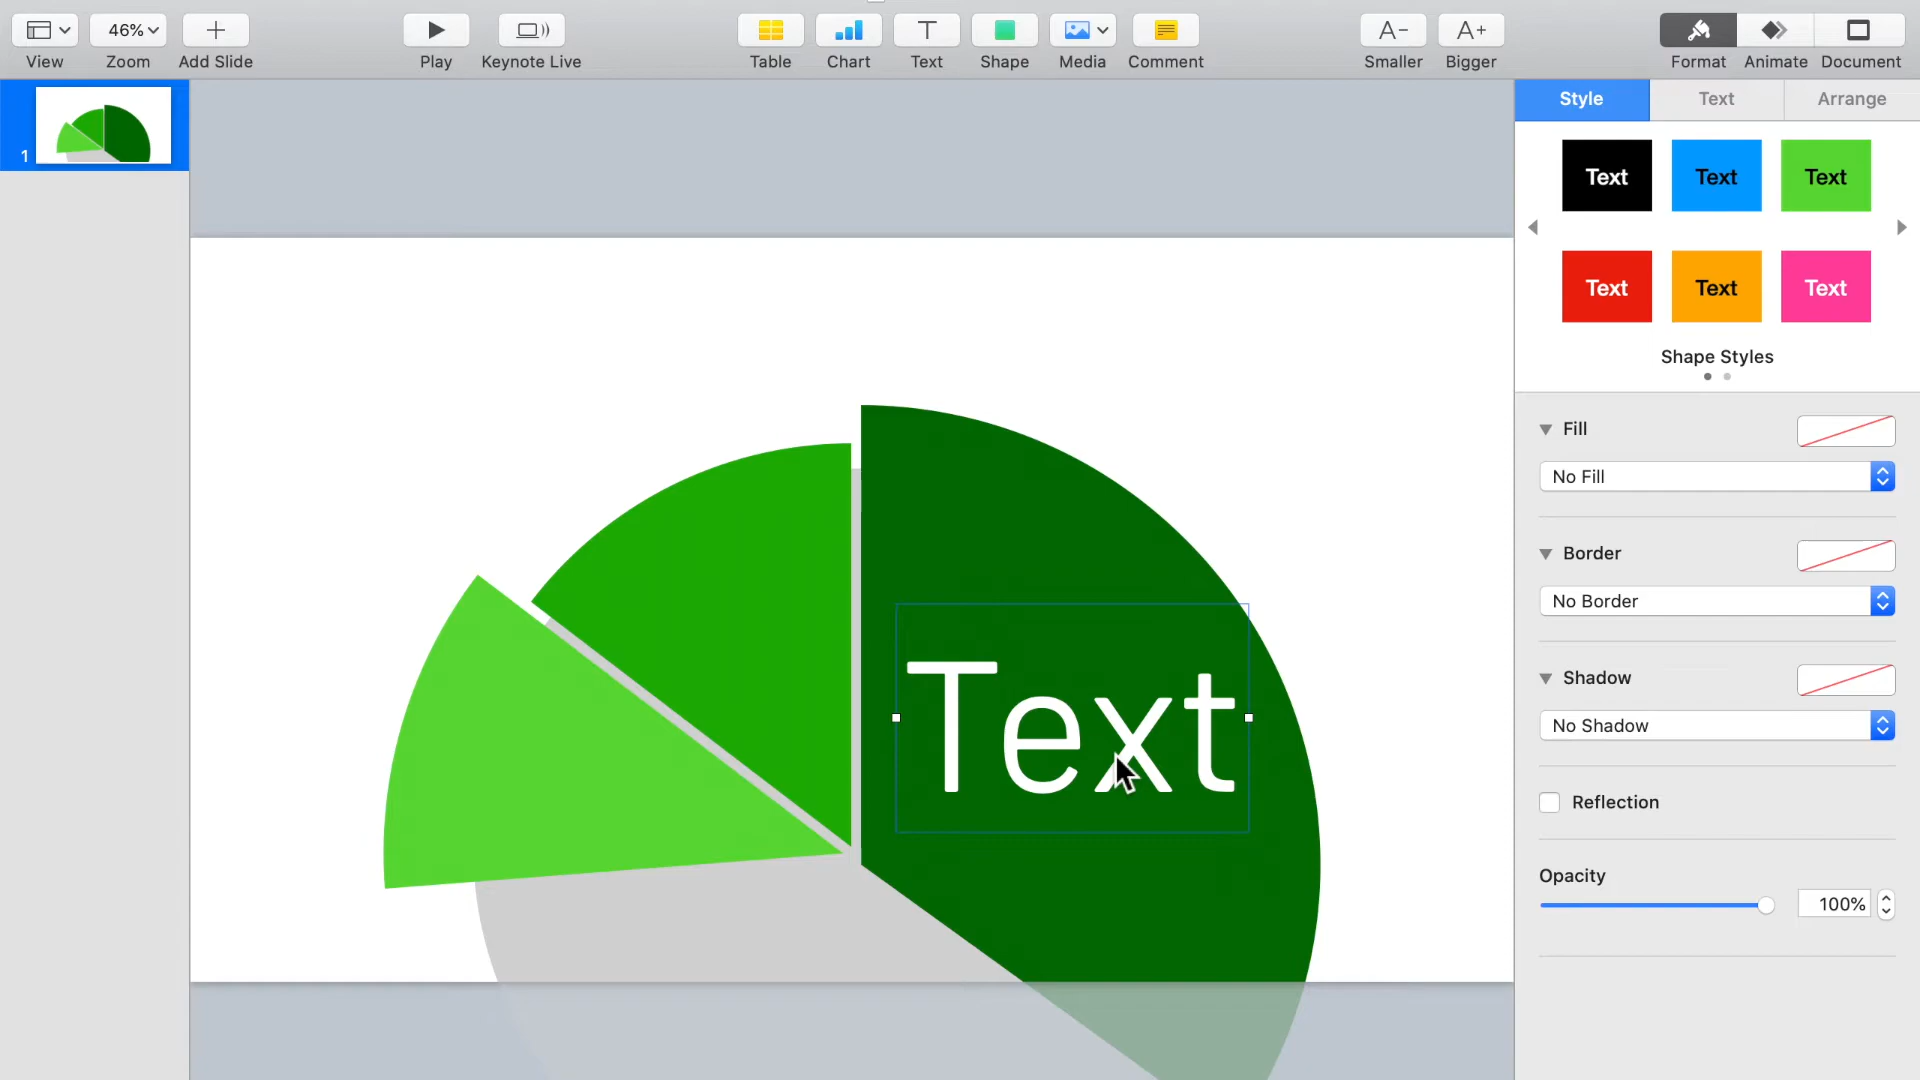 46%
View
Zoom
Add Slide
Play
Keynote Live
Table
Chart
Text
Shape
Media
Comment
A-
A+
Smaller
Bigger
Format
Animate
Document
1
Style
Text
Arrange
Text
Text
Text
Text
Text
Text
Shape Styles
Fill
No Fill
Border
No Border
Shadow
No Shadow
Reflection
Opacity
100%
Text